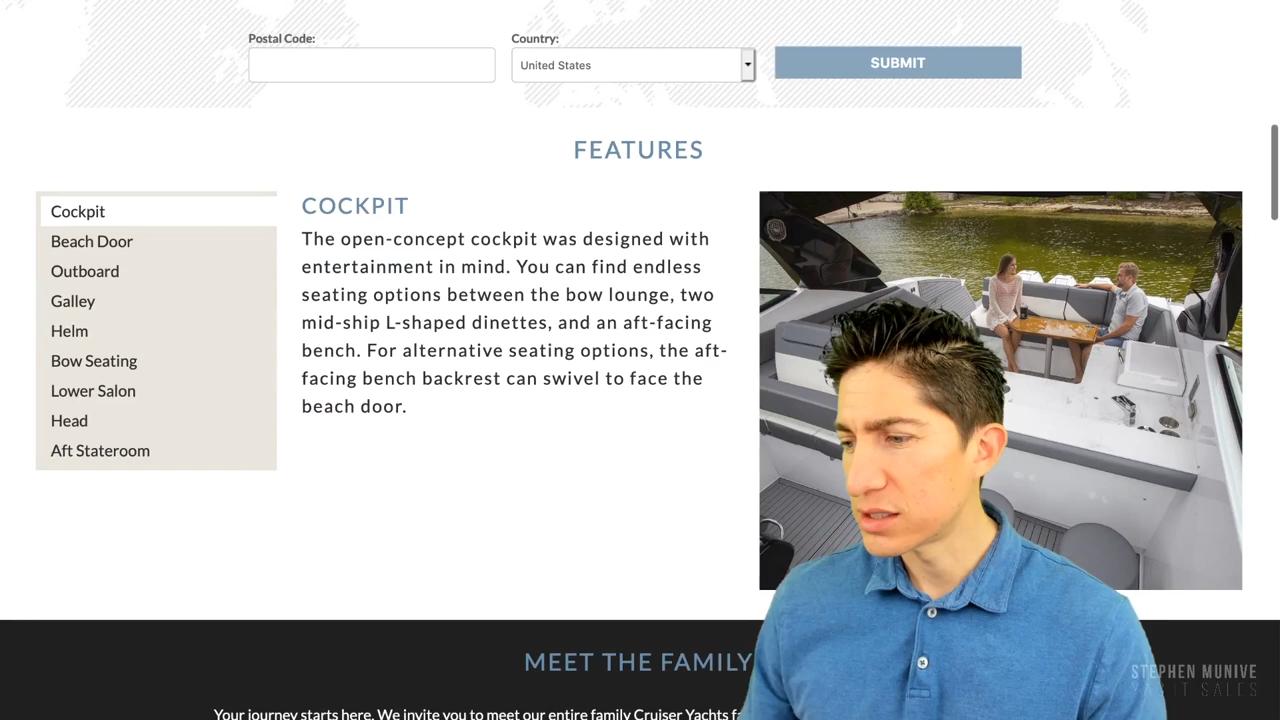 Postal Code:
Country:
United States
SUBMIT
FEATURES
Cockpit
Beach Door
Outboard
Galley
Helm
Bow Seating
Lower Salon
Head
Aft Stateroom
COCKPIT
The open-concept cockpit was designed with
entertainment in mind. You can find endless
seating options between the bow lounge, two
mid-ship L-shaped dinettes, and an aft-facing
bench. For alternative seating options, the aft-
facing bench backrest can swivel to face the
beach door.
MEET THE FAMILY
Your journey starts here. We invite you to meet our entire family Cruiser Yachts
STEPHEN MUNIVE
YACHT SALES